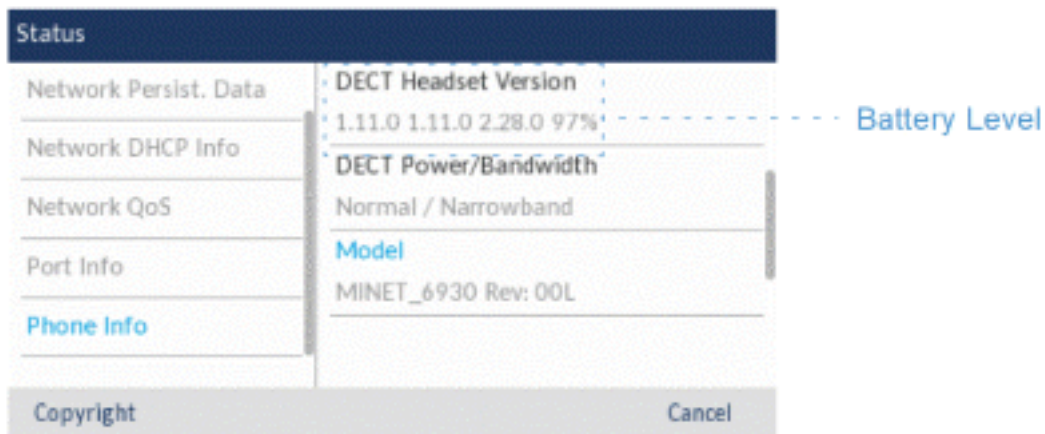 Status
Network Persist. Data
Network DHCP Info
Network QoS
Port Info
Phone Info
DECT Headset Version
1.11.0 1.11.0 2.28.0 97%
DECT Power/Bandwidth
Normal / Narrowband
Model
MINET_6930 Rev: 00L
Battery Level
Copyright
Cancel